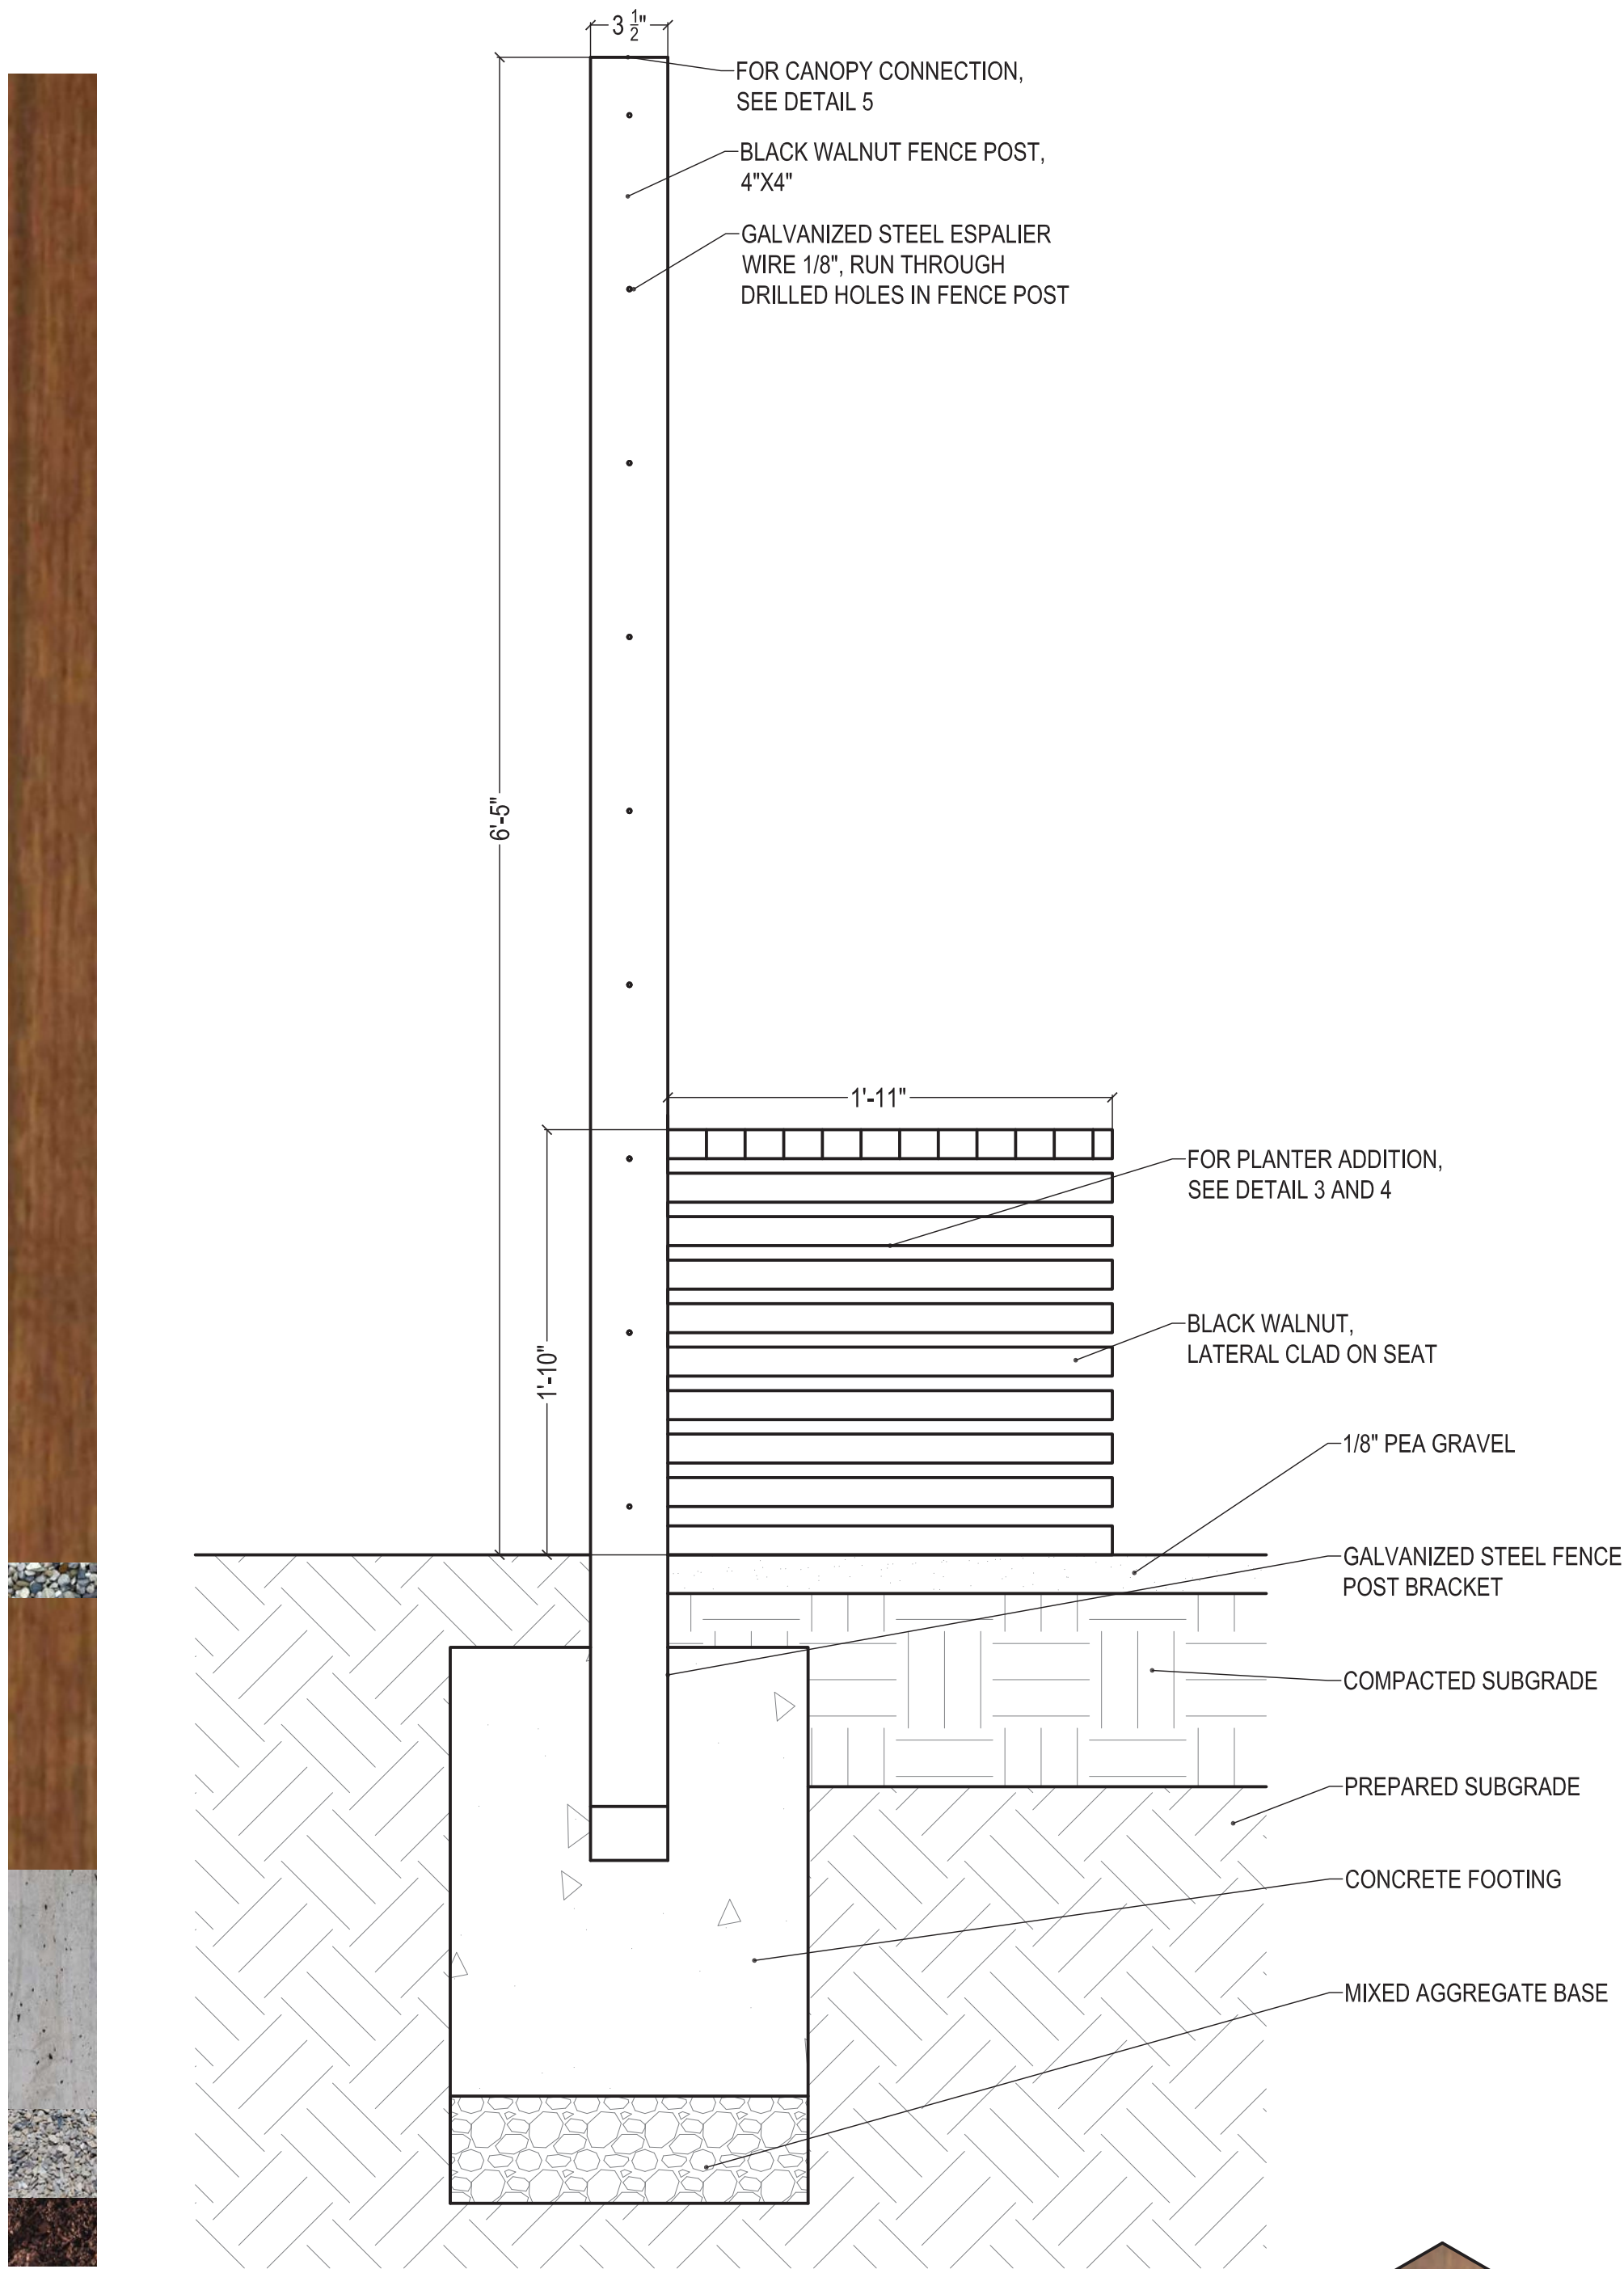 3 1/2"
FOR CANOPY CONNECTION,
SEE DETAIL 5
BLACK WALNUT FENCE POST,
4"X4"
GALVANIZED STEEL ESPALIER
WIRE 1/8", RUN THROUGH
DRILLED HOLES IN FENCE POST
6'-5"
1'-11"
FOR PLANTER ADDITION,
SEE DETAIL 3 AND 4
BLACK WALNUT,
LATERAL CLAD ON SEAT
1'-10"
1/8" PEA GRAVEL
GALVANIZED STEEL FENCE
POST BRACKET
COMPACTED SUBGRADE
PREPARED SUBGRADE
CONCRETE FOOTING
MIXED AGGREGATE BASE